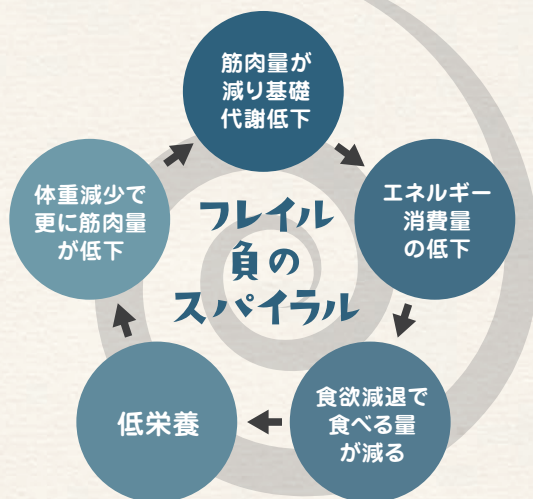 筋肉量が
減り基礎
代謝低下
エネルギー
消費量
の低下
食欲減退で
食べる量
が減る
低栄養
体重減少で
更に筋肉量
が低下
フレイル
負の
スパイラル